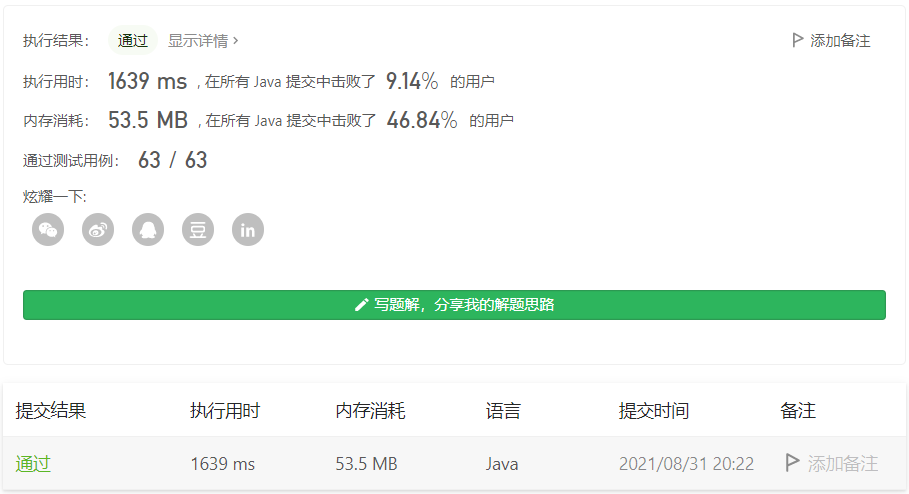 执行结果: 通过 显示详情 > 添加备注
执行用时: 1639 ms , 在所有 Java 提交中击败了 9.14% 的用户
内存消耗: 53.5 MB , 在所有 Java 提交中击败了 46.84% 的用户
通过测试用例: 63 / 63
炫耀一下:
豆 in
写题解，分享我的解题思路
提交结果 执行用时 内存消耗 语言 提交时间 备注
通过 1639 ms 53.5 MB Java 2021/08/31 20:22 添加备注